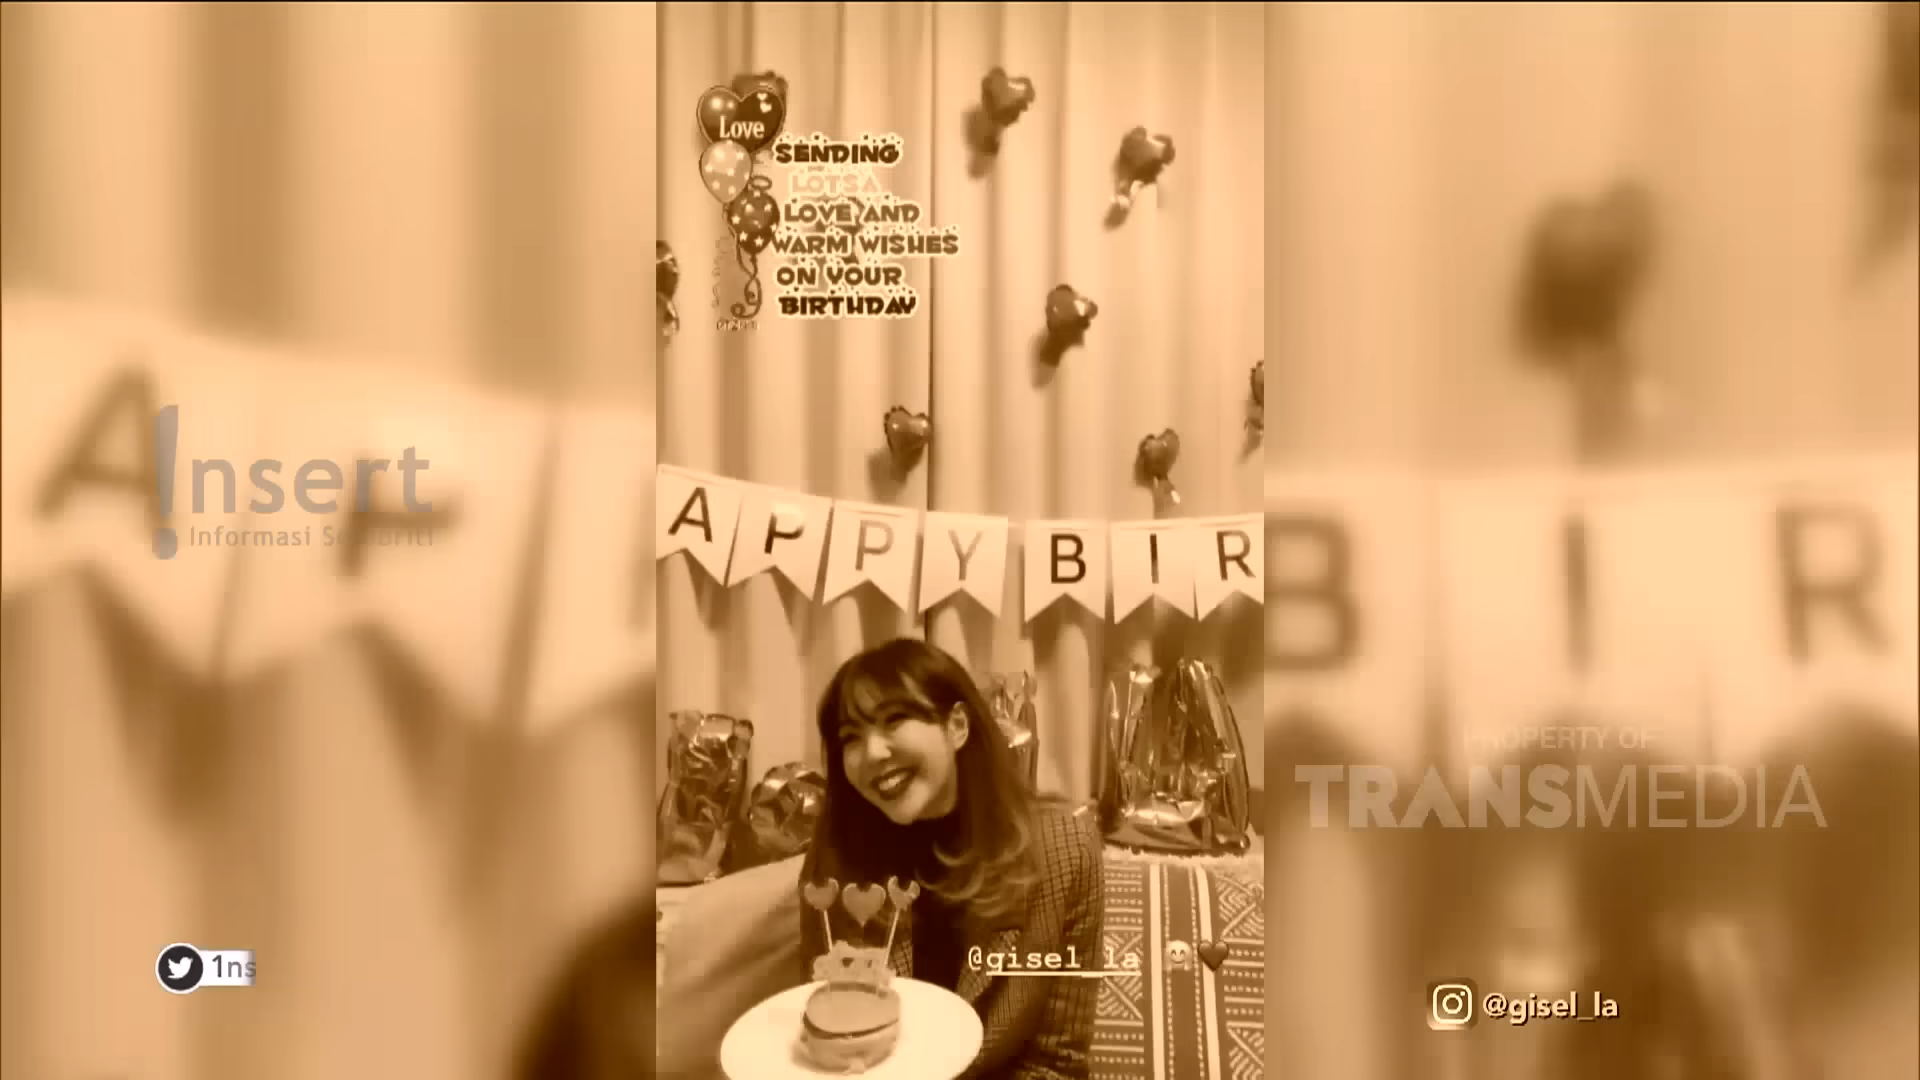 Love
SENDING
LOTSA
LOVE AND
WARM WISHES
ON YOUR
BIRTHDAY
APPY BIR
A P
Insert
Informasi Selebriti
B I R
PROPERTY OF
TRANSMEDIA
@gisel_la
1ns
@gisel_la